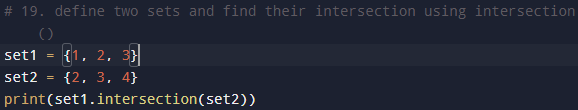 # 19. define two sets and find their intersection using intersection
()
set1 = {1, 2, 3}
set2 = {2, 3, 4}
print(set1.intersection(set2))